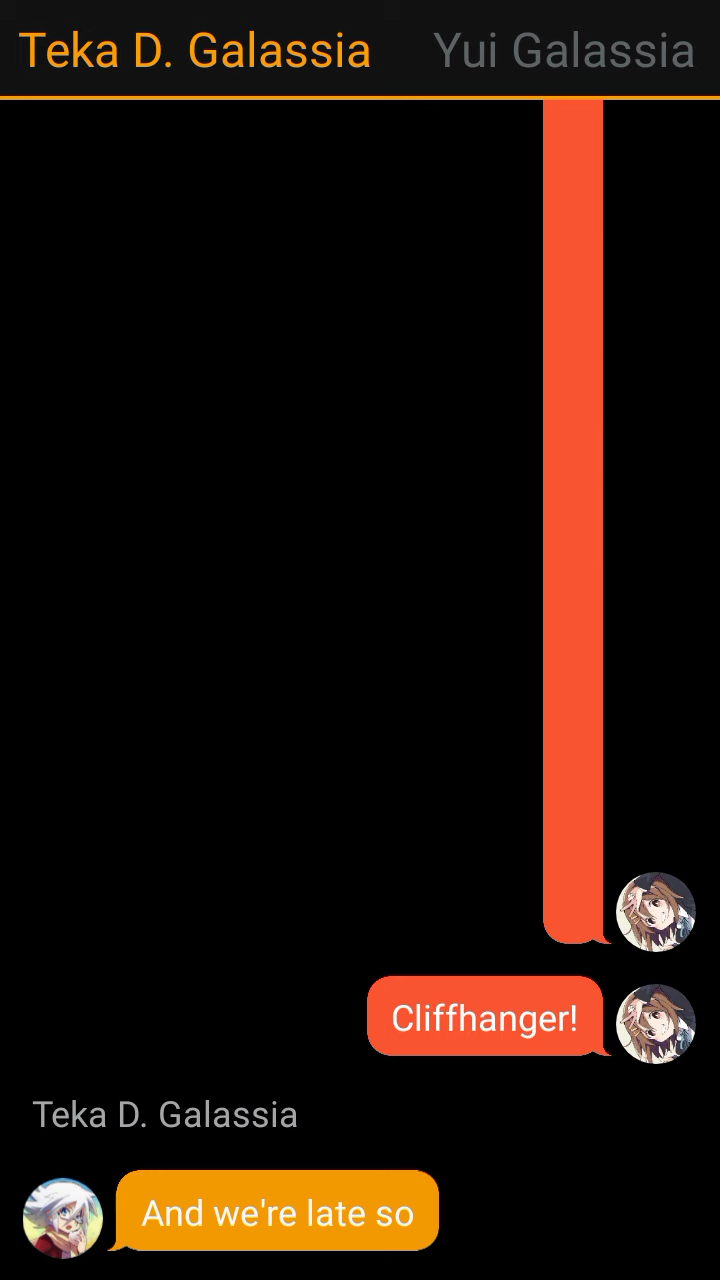 Teka D. Galassia
Yui Galassia
Cliffhanger!
Teka D. Galassia
And we're late so